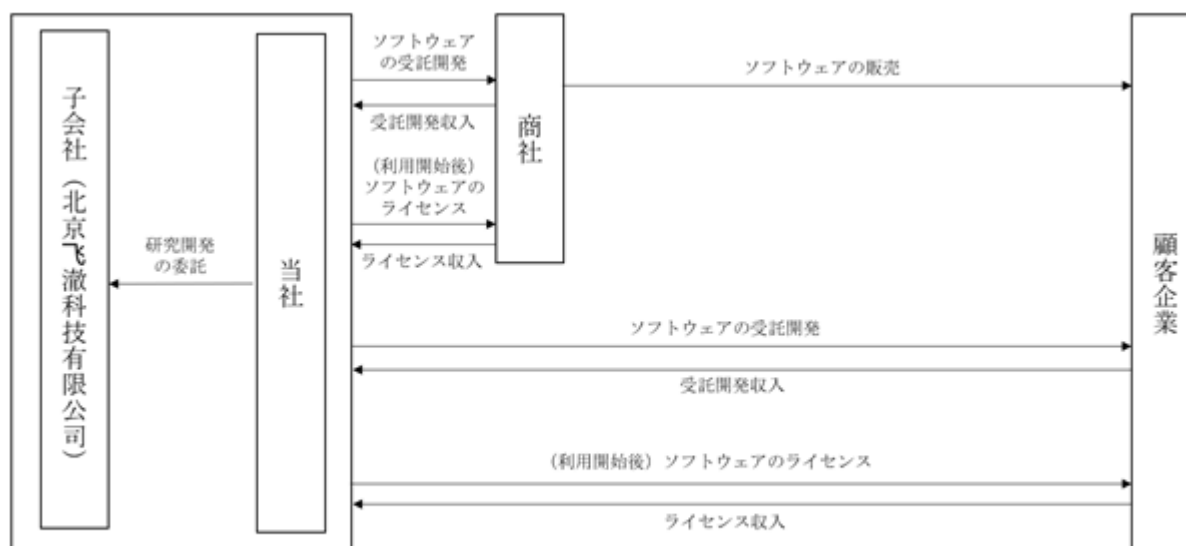 子会社（北京飞澈科技有限公司）
研究開発
の委託
当社
ソフトウェア
の受託開発
受託開発収入
（利用開始後）
ソフトウェアの
ライセンス
ライセンス収入
商社
ソフトウェアの販売
ソフトウェアの受託開発
受託開発収入
（利用開始後）ソフトウェアのライセンス
ライセンス収入
顧客企業